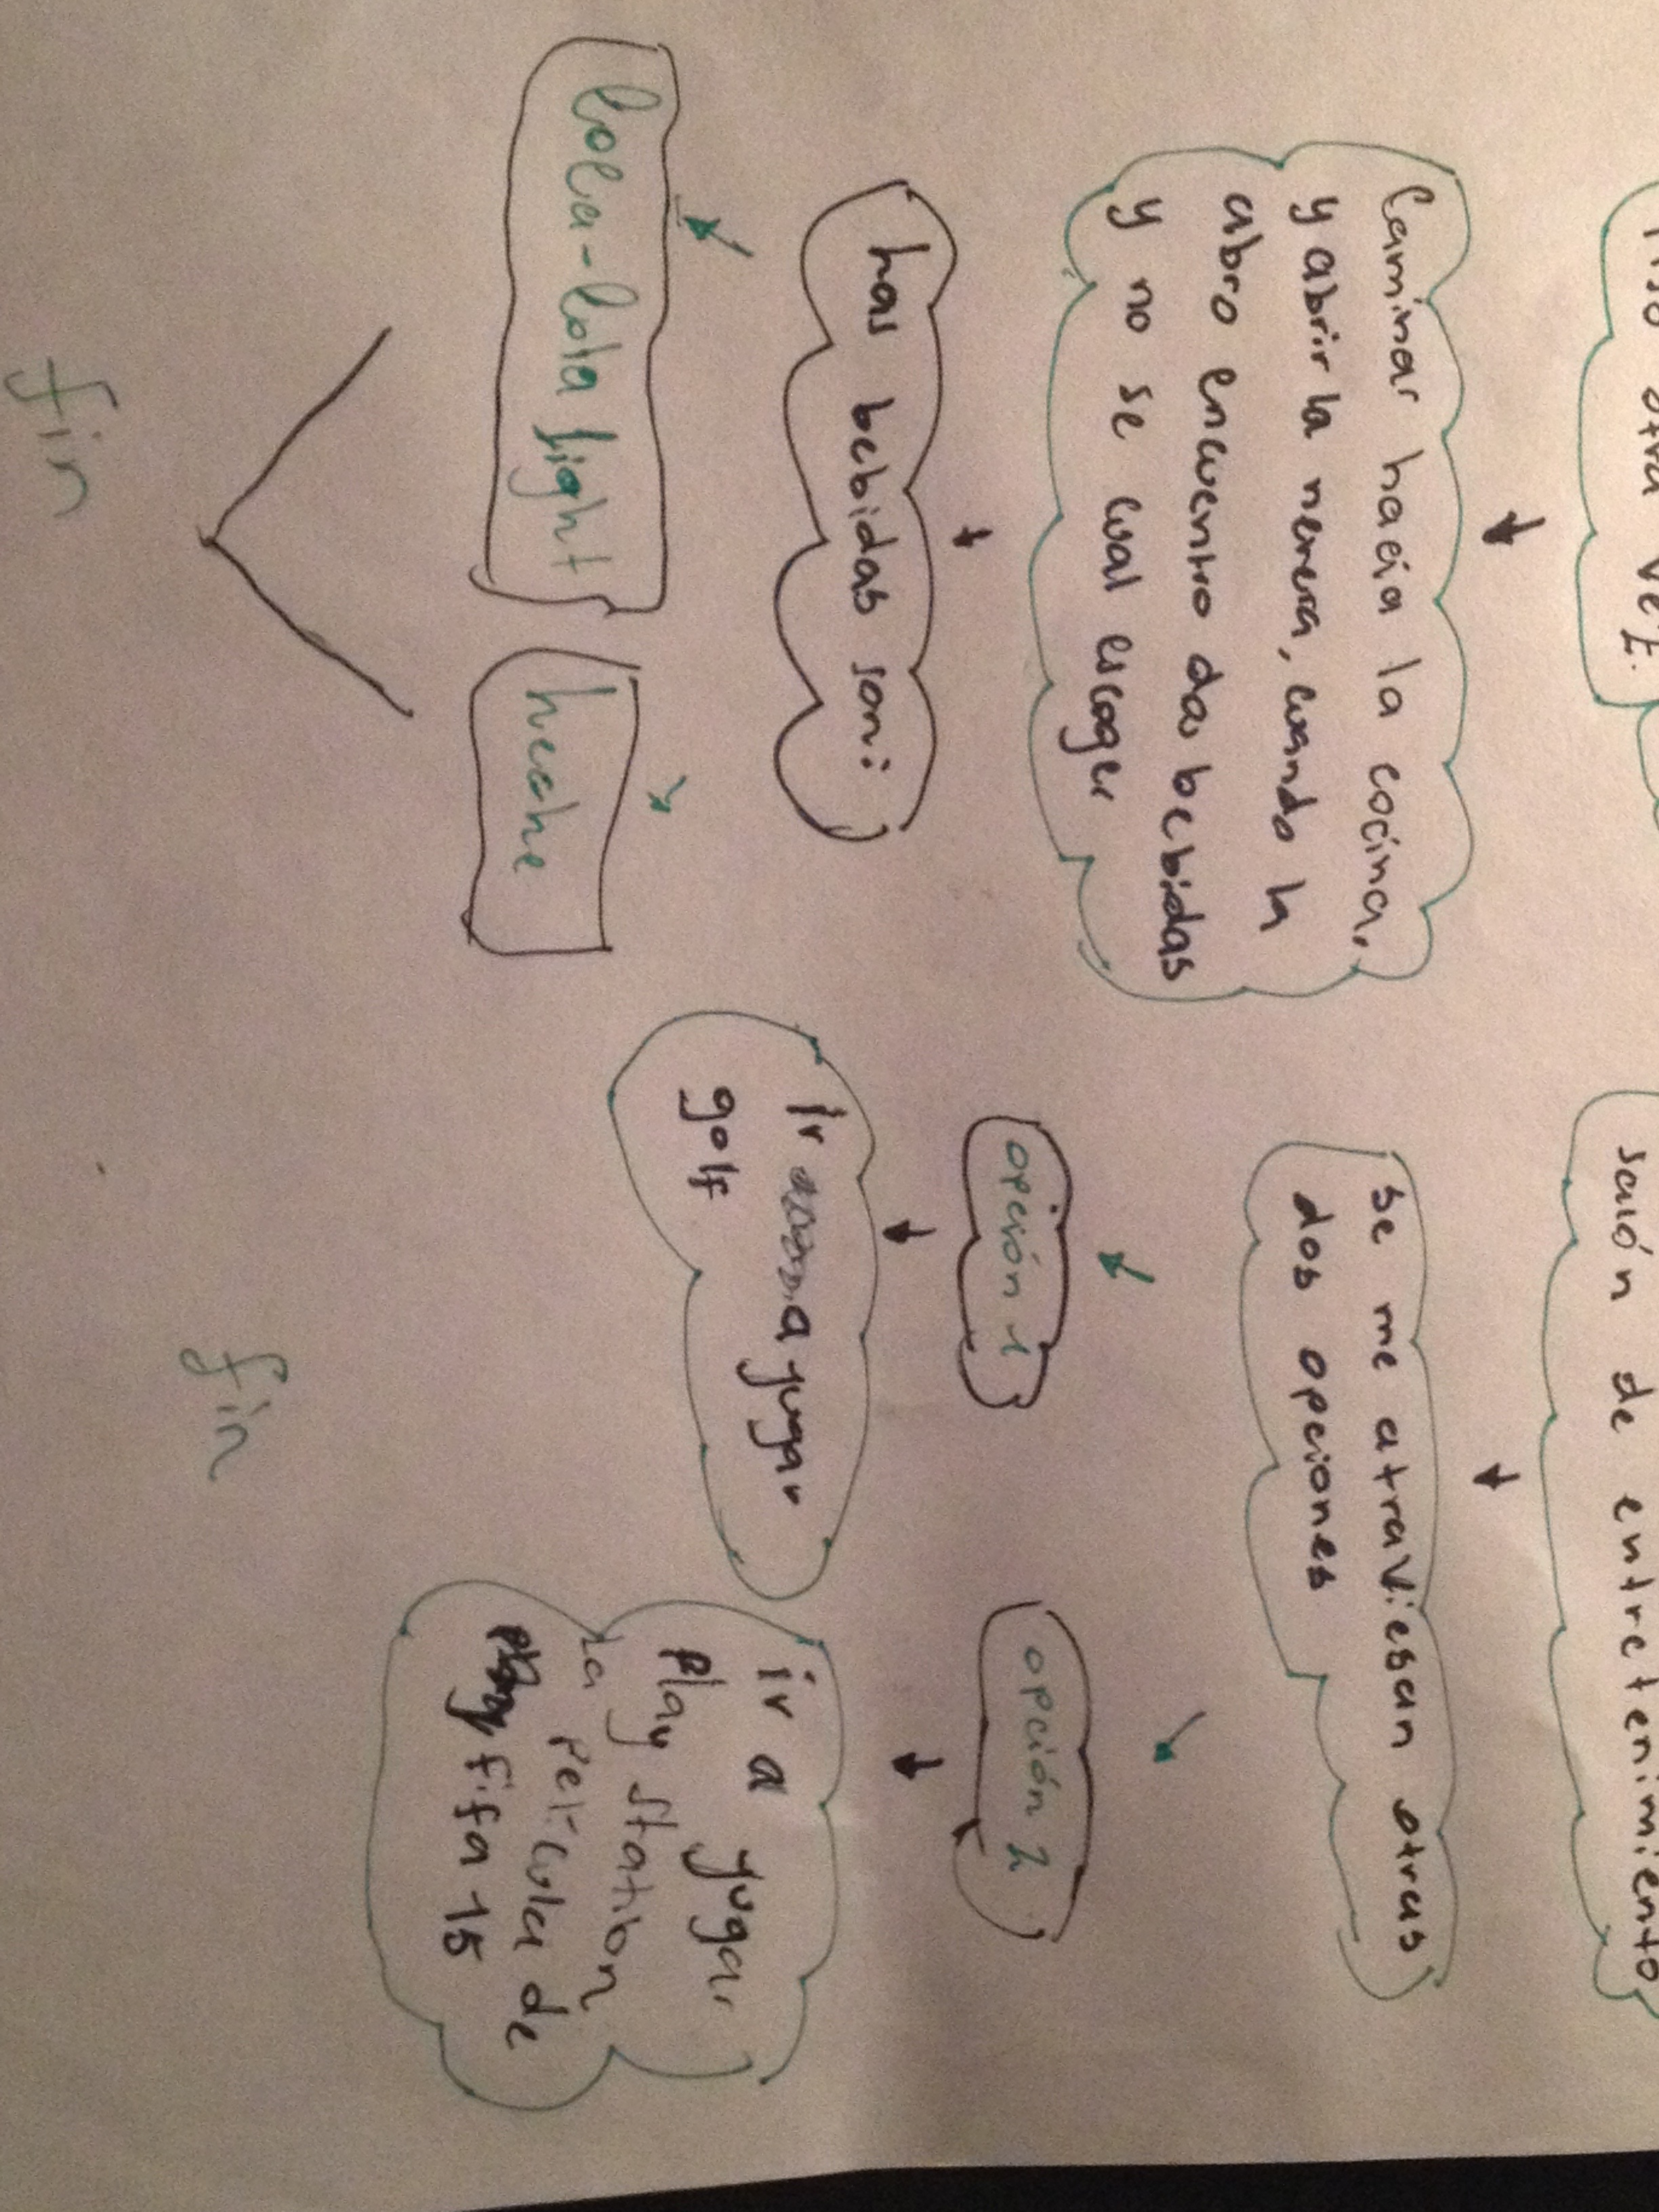 otra vez.
Caminar hacia la cocina,
y abrir la nevera, cuando la
abro encuentro dos bebidas
y no se cual escoger
las bebidas son:
Coca-Cola light
Leche
fin
sación de entretenimiento
se me atraviesan otras
dos opciones
opción 1
ir a jugar
golf
opción 2
ir a jugar
play station
La película de
fifa 15
fin